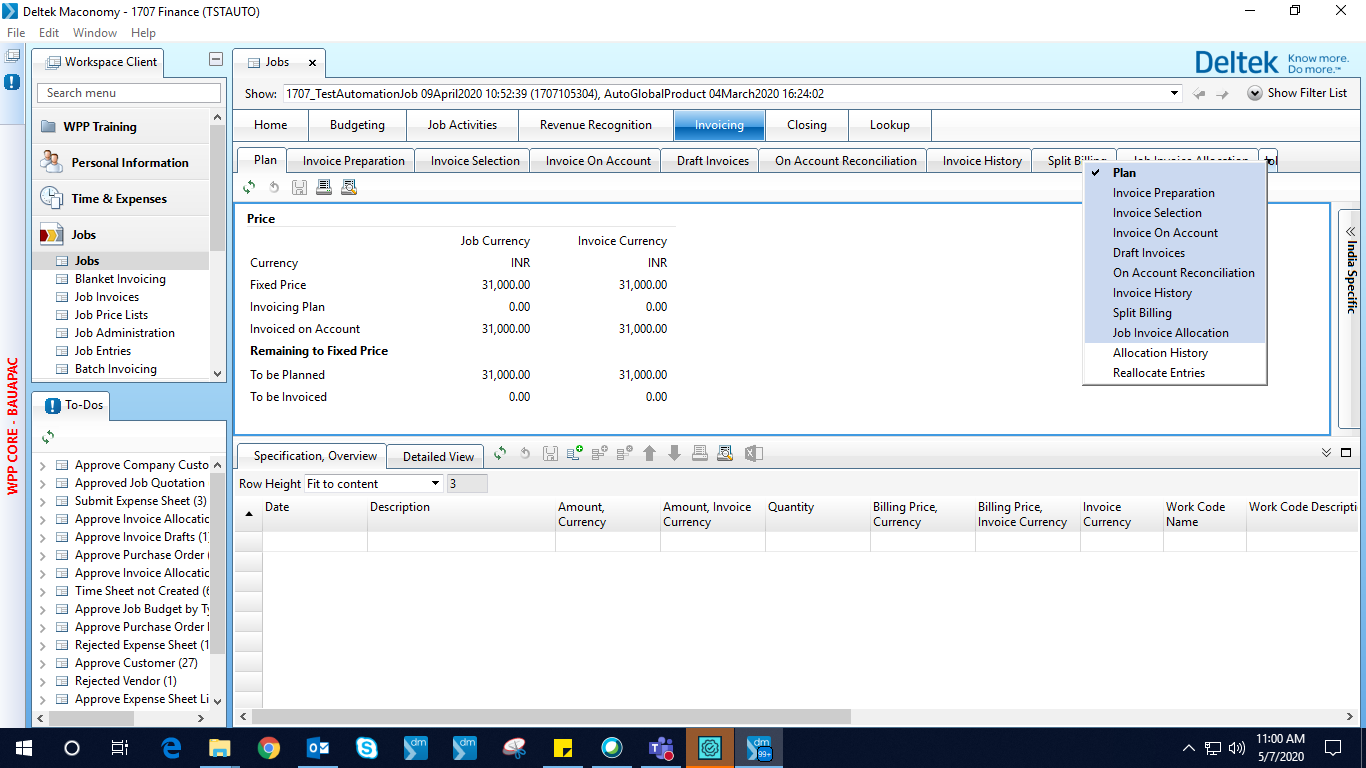 Deltek Maconomy - 1707 Finance (TSTAUTO)
File Edit Window Help
Workspace Client
Jobs
Deltek Know more. Do more.™
Search menu
Show: 1707_TestAutomationJob 09April2020 10:52:39 (1707105304), AutoGlobalProduct 04March2020 16:24:02
Show Filter List
Home Budgeting Job Activities Revenue Recognition Invoicing Closing Lookup
Plan Invoice Preparation Invoice Selection Invoice On Account Draft Invoices On Account Reconciliation Invoice History Split Billing Job Invoice Allocation
WPP Training
Personal Information
Time & Expenses
Jobs
Jobs
Blanket Invoicing
Job Invoices
Job Price Lists
Job Administration
Job Entries
Batch Invoicing
WPP CORE - BAUAPAC
To-Dos
Approve Company Custo
Approved Job Quotation
Submit Expense Sheet (3)
Approve Invoice Allocatic
Approve Invoice Drafts (1)
Approve Purchase Order (
Approve Invoice Allocatic
Time Sheet not Created (6
Approve Job Budget by Ty
Approve Purchase Order
Rejected Expense Sheet (1
Approve Customer (27)
Rejected Vendor (1)
Approve Expense Sheet Li
Price
Job Currency Invoice Currency
Currency INR INR
Fixed Price 31,000.00 31,000.00
Invoicing Plan 0.00 0.00
Invoiced on Account 31,000.00 31,000.00
Remaining to Fixed Price
To be Planned 31,000.00 31,000.00
To be Invoiced 0.00 0.00
Plan
Invoice Preparation
Invoice Selection
Invoice On Account
Draft Invoices
On Account Reconciliation
Invoice History
Split Billing
Job Invoice Allocation
Allocation History
Reallocate Entries
India Specific
Specification, Overview Detailed View
Row Height Fit to content 3
Date Description Amount, Currency Amount, Invoice Currency Quantity Billing Price, Currency Billing Price, Invoice Currency Invoice Currency Work Code Name Work Code Descripti
dm
dm
dm
99+
11:00 AM
5/7/2020